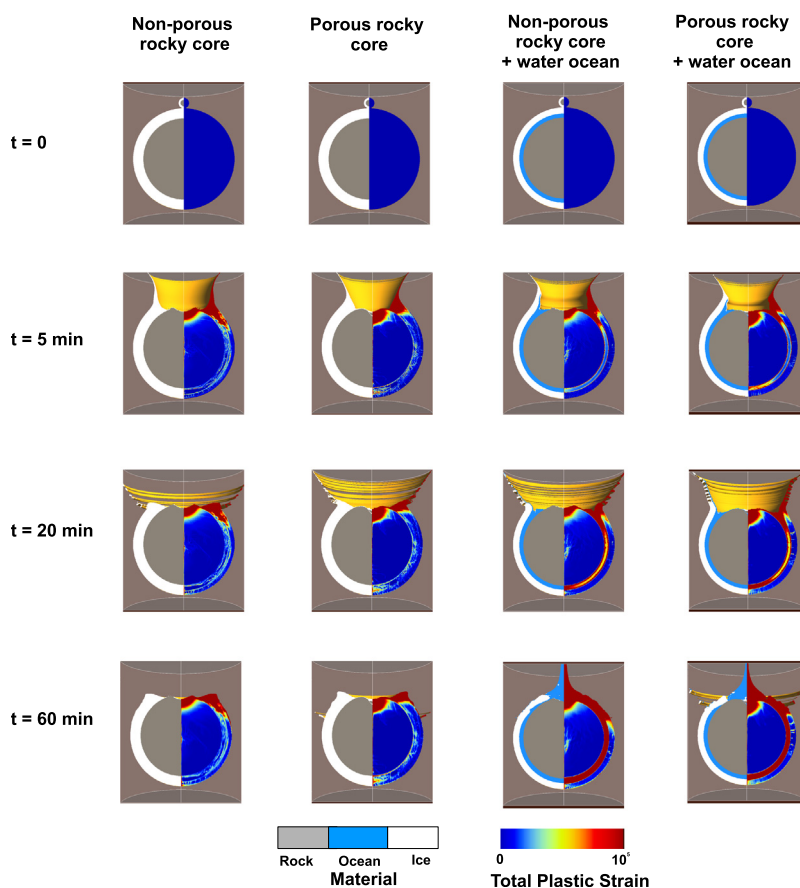 Non-porous
rocky core
Porous rocky
core
Non-porous
rocky core
+ water ocean
Porous rocky
core
+ water ocean
t = 0
t = 5 min
t = 20 min
t = 60 min
Rock Ocean Ice
Material
0 10⁵
Total Plastic Strain